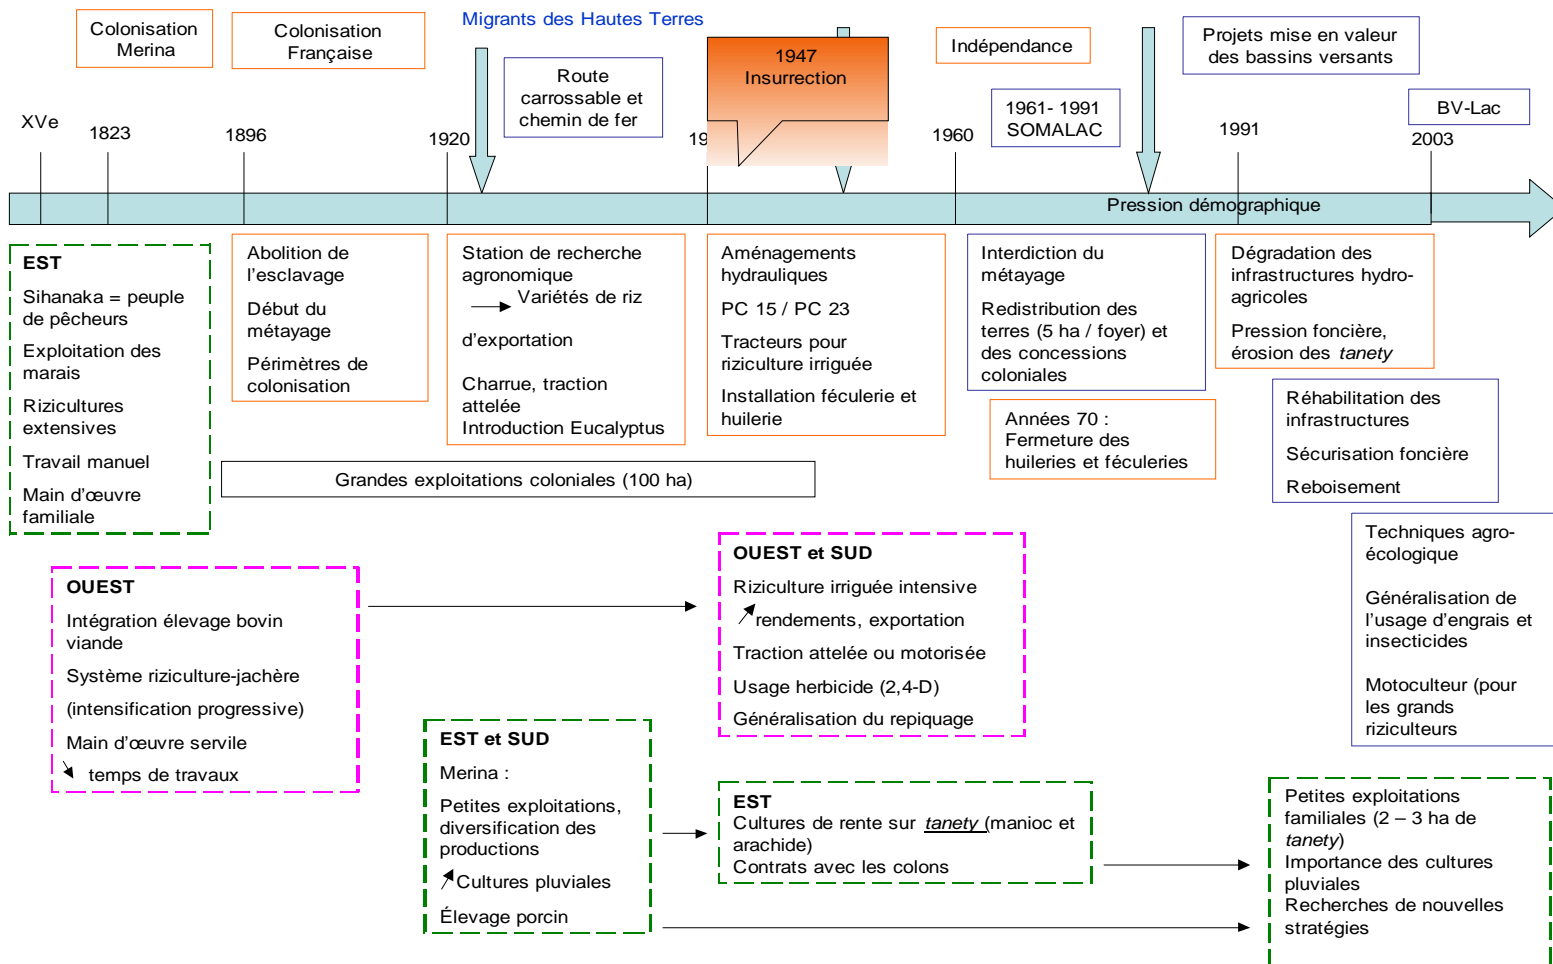 Colonisation
Merina
Colonisation
Française
Migrants des Hautes Terres
Route
carrossable et
chemin de fer
1947
Insurrection
Indépendance
1961- 1991
SOMALAC
Projets mise en valeur
des bassins versants
BV-Lac
XVe
1823
1896
1920
1960
1991
2003
Pression démographique
EST
Sihanaka = peuple
de pêcheurs
Exploitation des
marais
Rizicultures
extensives
Travail manuel
Main d'œuvre
familiale
Abolition de
l'esclavage
Début du
métayage
Périmètres de
colonisation
Station de recherche
agronomique
Variétés de riz
d'exportation
Charrue, traction
attelée
Introduction Eucalyptus
Aménagements
hydrauliques
PC 15 / PC 23
Tracteurs pour
riziculture irriguée
Installation féculerie et
huilerie
Interdiction du
métayage
Redistribution des
terres (5 ha / foyer) et
des concessions
coloniales
Années 70 :
Fermeture des
huileries et féculeries
Dégradation des
infrastructures hydro-
agricoles
Pression foncière,
érosion des tanety
Réhabilitation des
infrastructures
Sécurisation foncière
Reboisement
Grandes exploitations coloniales (100 ha)
Techniques agro-
écologique
Généralisation de
l'usage d'engrais et
insecticides
Motoculteur (pour
les grands
riziculteurs
OUEST
Intégration élevage bovin
viande
Système riziculture-jachère
(intensification progressive)
Main d'œuvre servile
temps de travaux
OUEST et SUD
Riziculture irriguée intensive
rendements, exportation
Traction attelée ou motorisée
Usage herbicide (2,4-D)
Généralisation du repiquage
EST et SUD
Merina :
Petites exploitations,
diversification des
productions
Cultures pluviales
Élevage porcin
EST
Cultures de rente sur tanety (manioc et
arachide)
Contrats avec les colons
Petites exploitations
familiales (2 – 3 ha de
tanety)
Importance des cultures
pluviales
Recherches de nouvelles
stratégies